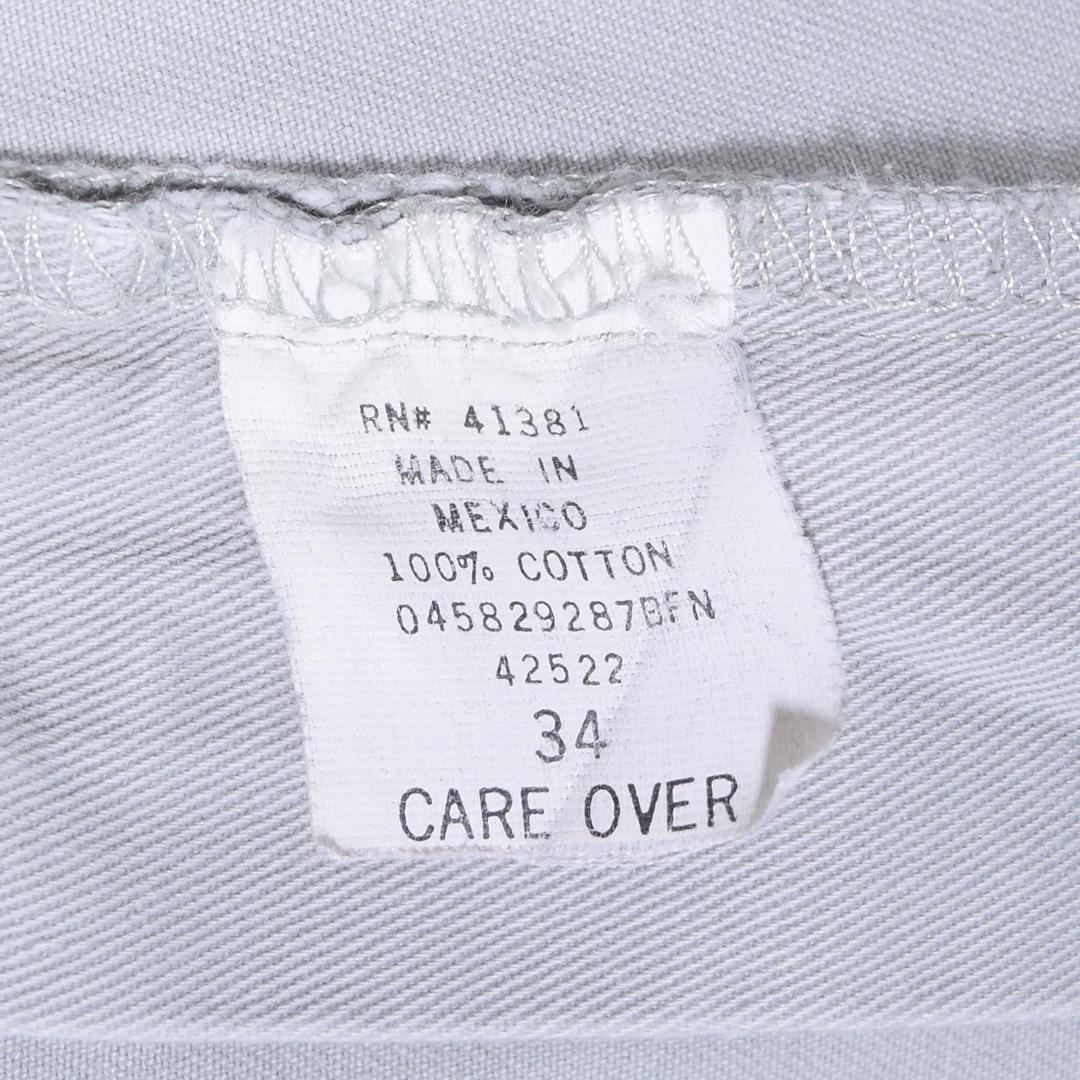 RN# 41381
MADE IN
MEXICO
100% COTTON
045829287BFN
42522
34
CARE OVER